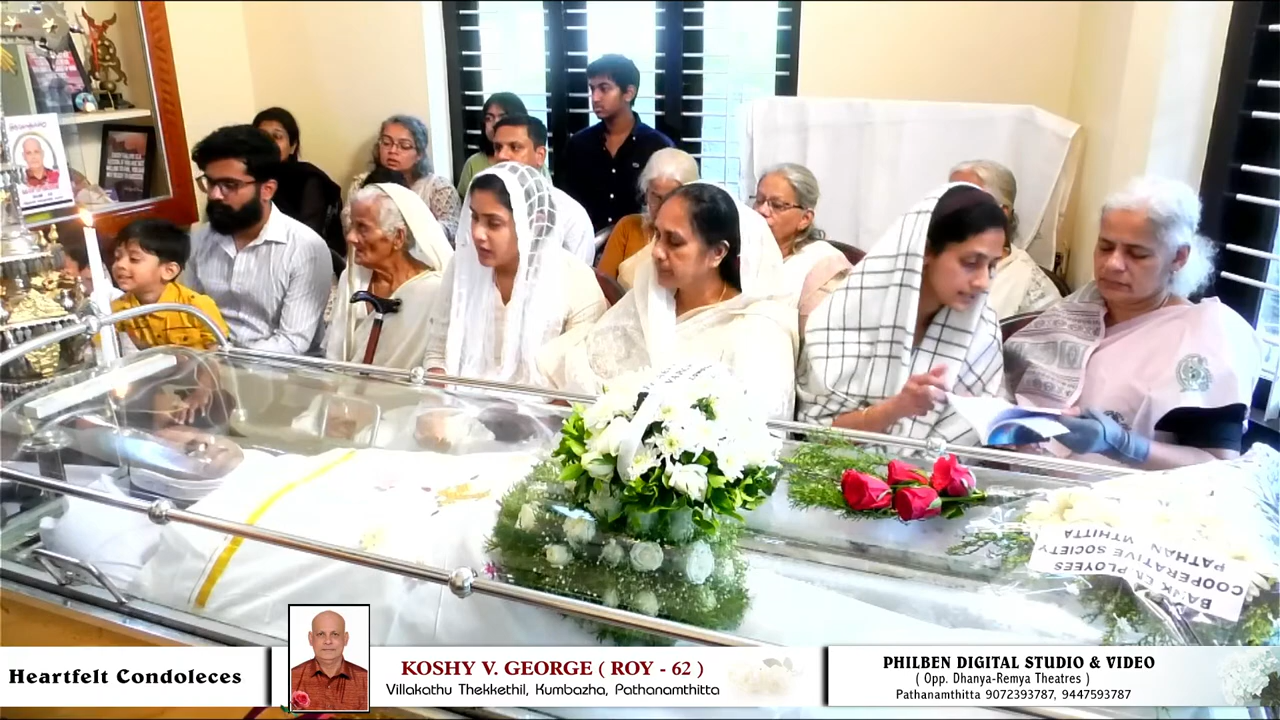 Heartfelt Condoleces
KOSHY V. GEORGE ( ROY - 62 )
Villakathu Thekkethil, Kumbazha, Pathanamthitta
PHILBEN DIGITAL STUDIO & VIDEO
( Opp. Dhanya-Remya Theatres )
Pathanamthitta 9072393787, 9447593787
BANK EMPLOYEES
COOPERATIVE SOCIETY